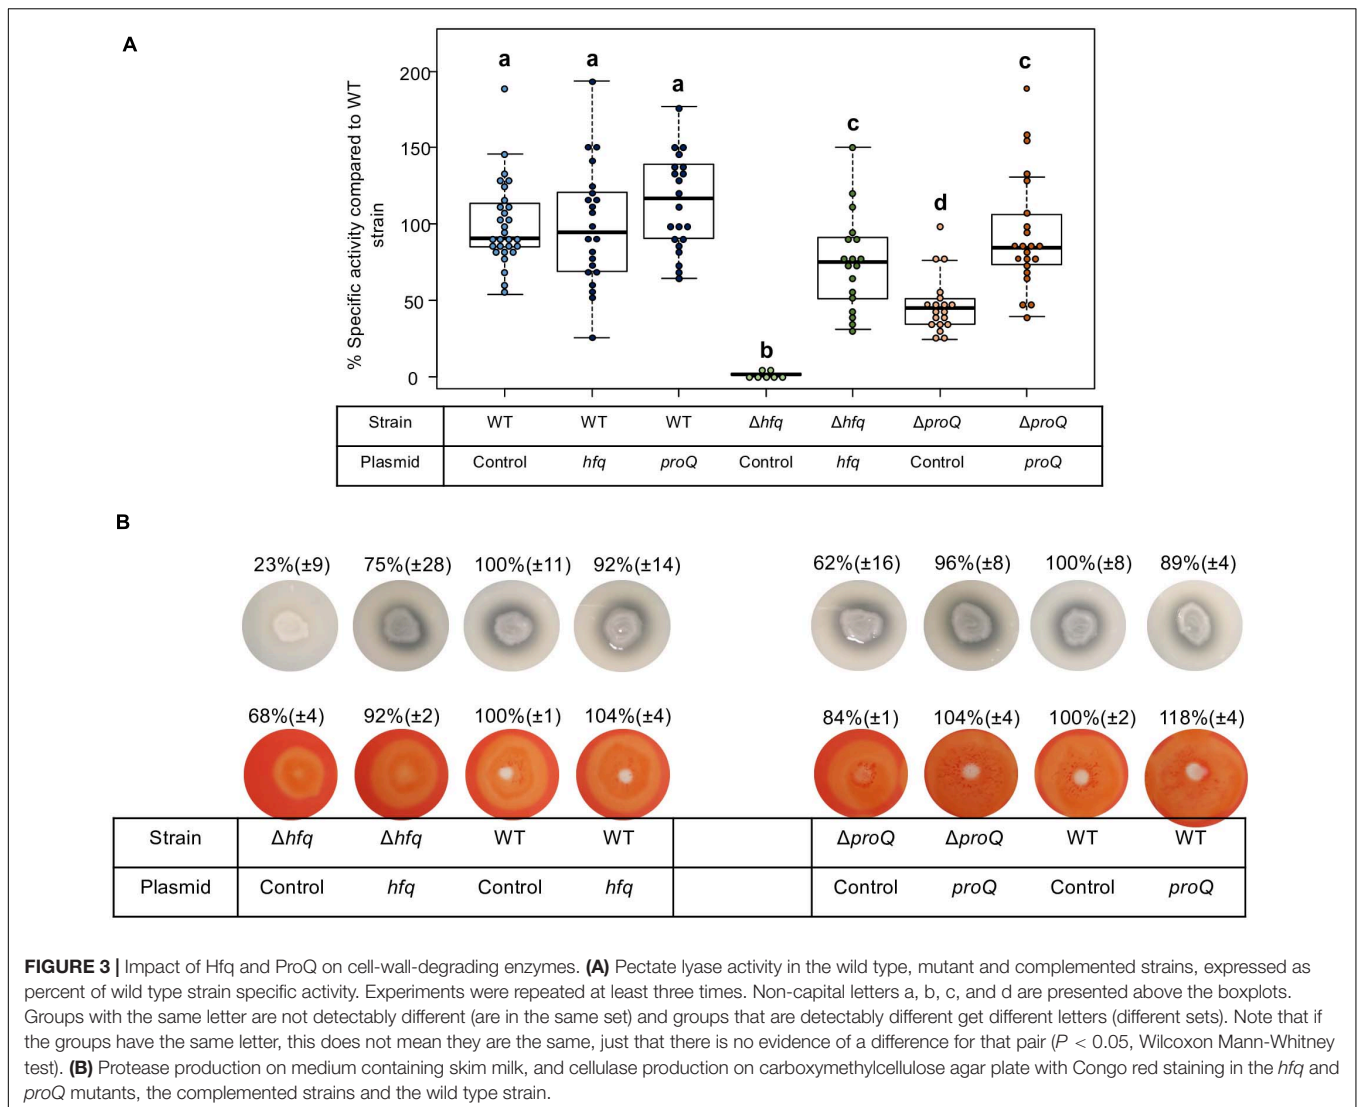 A
a
a
a
b
c
d
c
% Specific activity compared to WT
strain
200
150
100
50
0
Strain WT WT WT Δhfq Δhfq ΔproQ ΔproQ
Plasmid Control hfq proQ Control hfq Control proQ
B
23%(±9) 75%(±28) 100%(±11) 92%(±14) 62%(±16) 96%(±8) 100%(±8) 89%(±4)
68%(±4) 92%(±2) 100%(±1) 104%(±4) 84%(±1) 104%(±4) 100%(±2) 118%(±4)
Strain Δhfq Δhfq WT WT ΔproQ ΔproQ WT WT
Plasmid Control hfq Control hfq Control proQ Control proQ
FIGURE 3 | Impact of Hfq and ProQ on cell-wall-degrading enzymes. (A) Pectate lyase activity in the wild type, mutant and complemented strains, expressed as
percent of wild type strain specific activity. Experiments were repeated at least three times. Non-capital letters a, b, c, and d are presented above the boxplots.
Groups with the same letter are not detectably different (are in the same set) and groups that are detectably different get different letters (different sets). Note that if
the groups have the same letter, this does not mean they are the same, just that there is no evidence of a difference for that pair (P < 0.05, Wilcoxon Mann-Whitney
test). (B) Protease production on medium containing skim milk, and cellulase production on carboxymethylcellulose agar plate with Congo red staining in the hfq and
proQ mutants, the complemented strains and the wild type strain.